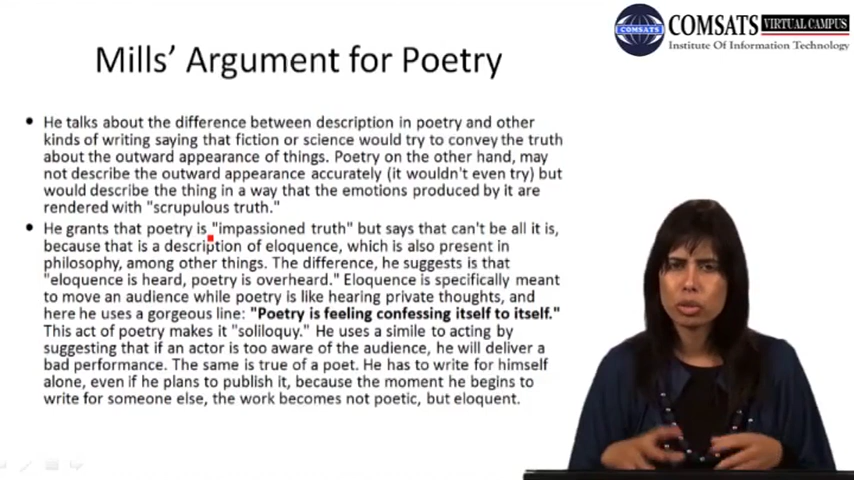 COMSATS VIRTUAL CAMPUS
COMSATS
Institute Of Information Technology
Mills' Argument for Poetry
• He talks about the difference between description in poetry and other
kinds of writing saying that fiction or science would try to convey the truth
about the outward appearance of things. Poetry on the other hand, may
not describe the outward appearance accurately (it wouldn't even try) but
would describe the thing in a way that the emotions produced by it are
rendered with "scrupulous truth."
• He grants that poetry is "impassioned truth" but says that can't be all it is,
because that is a description of eloquence, which is also present in
philosophy, among other things. The difference, he suggests is that
"eloquence is heard, poetry is overheard." Eloquence is specifically meant
to move an audience while poetry is like hearing private thoughts, and
here he uses a gorgeous line: "Poetry is feeling confessing itself to itself."
This act of poetry makes it "soliloquy." He uses a simile to acting by
suggesting that if an actor is too aware of the audience, he will deliver a
bad performance. The same is true of a poet. He has to write for himself
alone, even if he plans to publish it, because the moment he begins to
write for someone else, the work becomes not poetic, but eloquent.